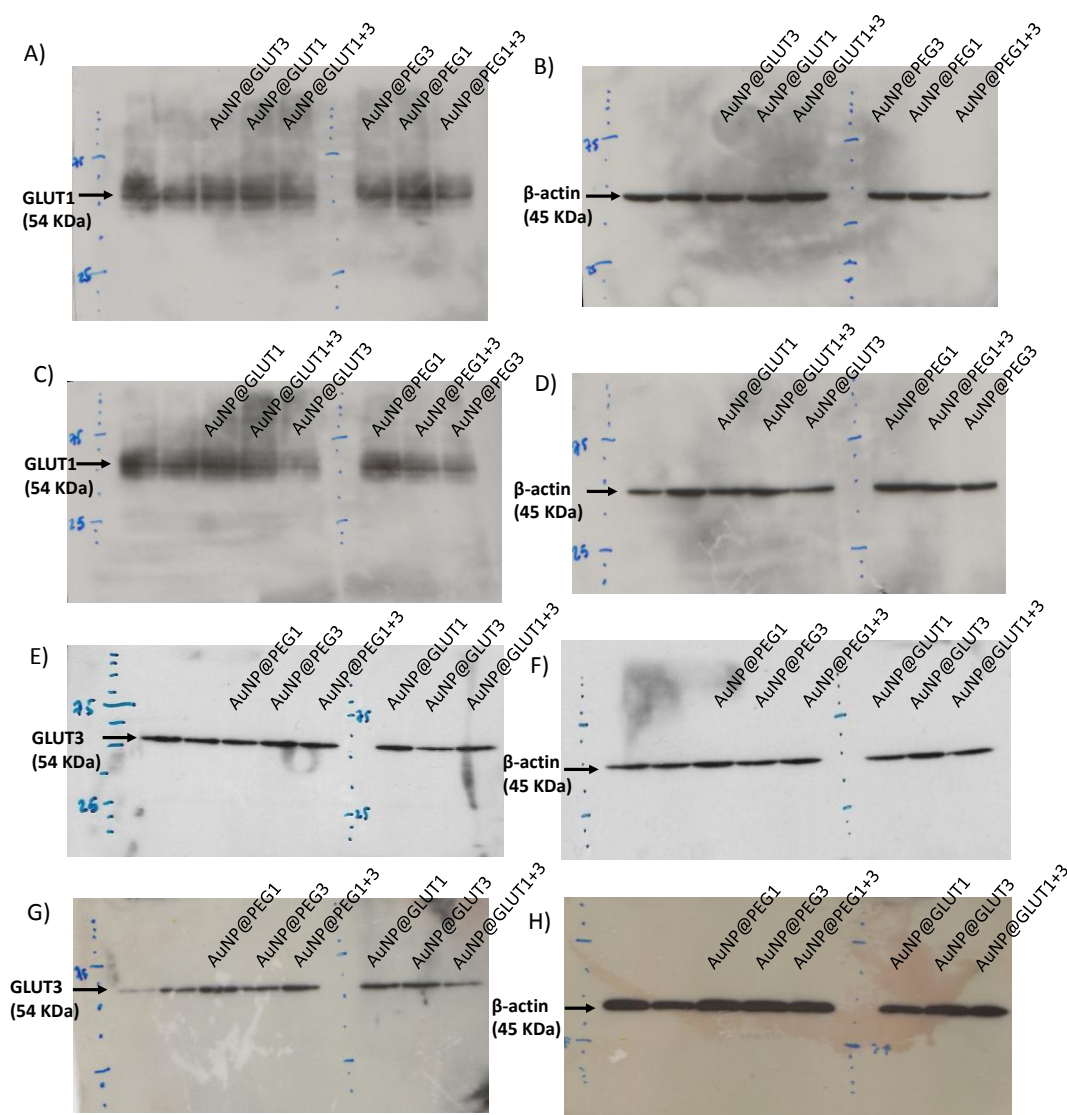 A)
AuNP@GLUT3
AuNP@GLUT1
AuNP@GLUT1+3
AuNP@PEG3
AuNP@PEG1
AuNP@PEG1+3
75
GLUT1
(54 KDa)
25
B)
AuNP@GLUT3
AuNP@GLUT1
AuNP@GLUT1+3
AuNP@PEG3
AuNP@PEG1
AuNP@PEG1+3
75
β-actin
(45 KDa)
25
C)
AuNP@GLUT1
AuNP@GLUT1+3
AuNP@GLUT3
AuNP@PEG1
AuNP@PEG1+3
AuNP@PEG3
75
GLUT1
(54 KDa)
25
D)
AuNP@GLUT1
AuNP@GLUT1+3
AuNP@GLUT3
AuNP@PEG1
AuNP@PEG1+3
AuNP@PEG3
75
β-actin
(45 KDa)
25
E)
AuNP@PEG1
AuNP@PEG3
AuNP@PEG1+3
AuNP@GLUT1
AuNP@GLUT3
AuNP@GLUT1+3
75
75
GLUT3
(54 KDa)
25
25
F)
AuNP@PEG1
AuNP@PEG3
AuNP@PEG1+3
AuNP@GLUT1
AuNP@GLUT3
AuNP@GLUT1+3
β-actin
(45 KDa)
G)
AuNP@PEG1
AuNP@PEG3
AuNP@PEG1+3
AuNP@GLUT1
AuNP@GLUT3
AuNP@GLUT1+3
75
GLUT3
(54 KDa)
H)
AuNP@PEG1
AuNP@PEG3
AuNP@PEG1+3
AuNP@GLUT1
AuNP@GLUT3
AuNP@GLUT1+3
β-actin
(45 KDa)